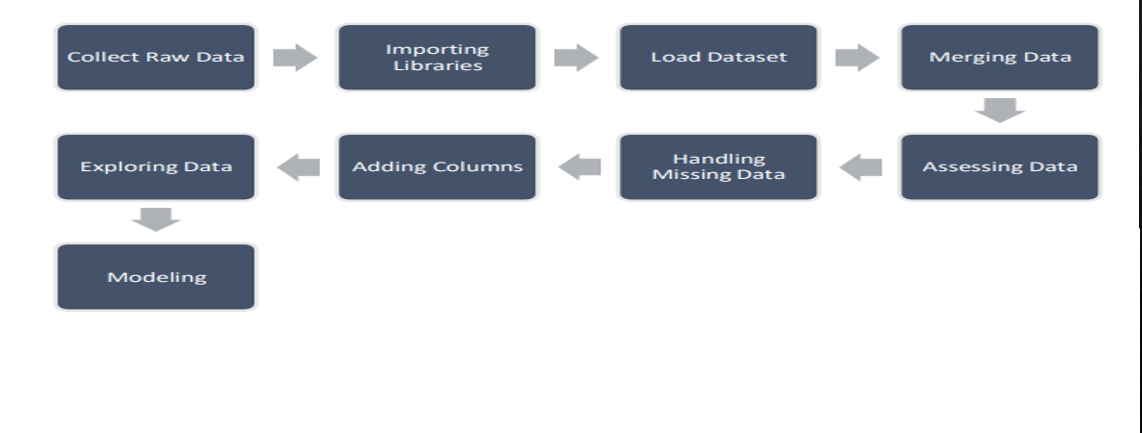 Collect Raw Data
Importing
Libraries
Load Dataset
Merging Data
Assessing Data
Handling
Missing Data
Adding Columns
Exploring Data
Modeling